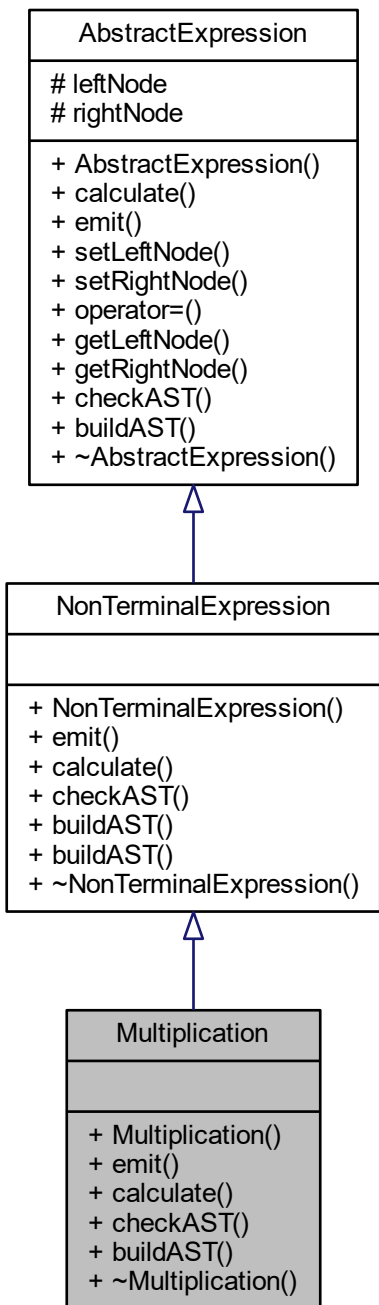 AbstractExpression
# leftNode
# rightNode
+ AbstractExpression()
+ calculate()
+ emit()
+ setLeftNode()
+ setRightNode()
+ operator=()
+ getLeftNode()
+ getRightNode()
+ checkAST()
+ buildAST()
+ ~AbstractExpression()
NonTerminalExpression
+ NonTerminalExpression()
+ emit()
+ calculate()
+ checkAST()
+ buildAST()
+ buildAST()
+ ~NonTerminalExpression()
Multiplication
+ Multiplication()
+ emit()
+ calculate()
+ checkAST()
+ buildAST()
+ ~Multiplication()